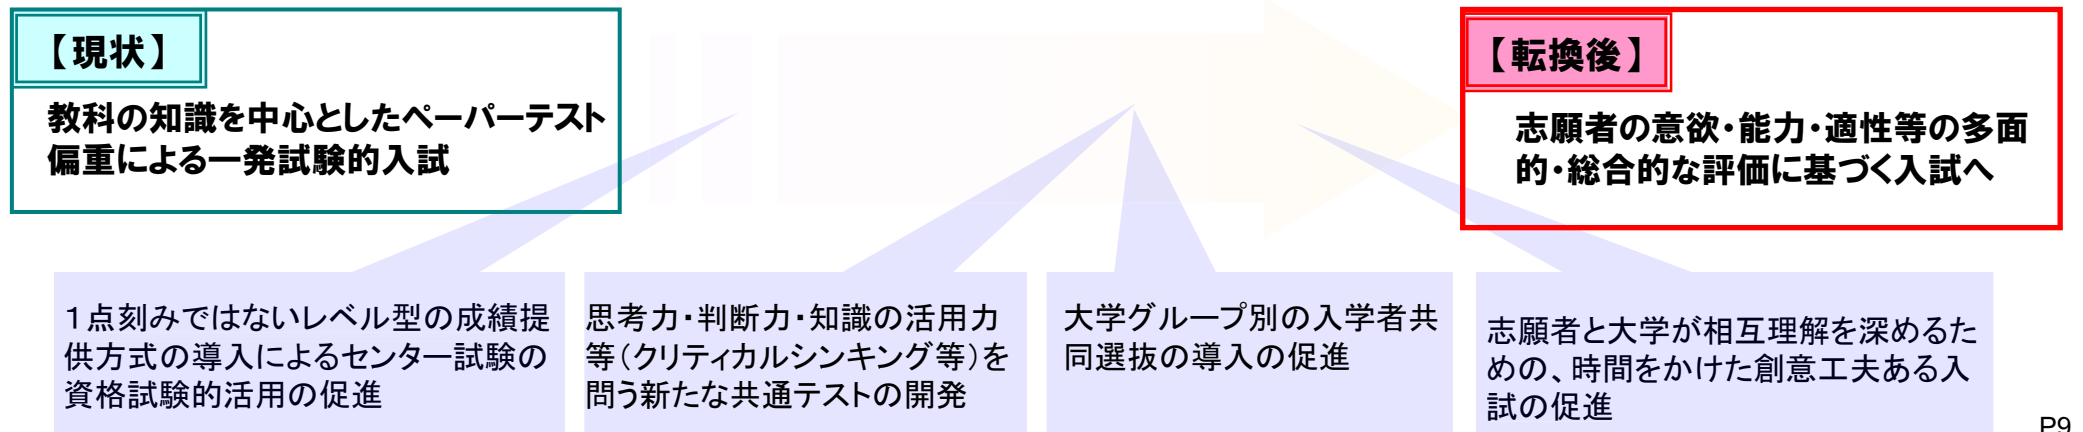 【現状】
教科の知識を中心としたペーパーテスト
偏重による一発試験的入試
【転換後】
志願者の意欲・能力・適性等の多面
的・総合的な評価に基づく入試へ
１点刻みではないレベル型の成績提
供方式の導入によるセンター試験の
資格試験的活用の促進
思考力・判断力・知識の活用力
等（クリティカルシンキング等）を
問う新たな共通テストの開発
大学グループ別の入学者共
同選抜の導入の促進
志願者と大学が相互理解を深めるた
めの、時間をかけた創意工夫ある入
試の促進
P9